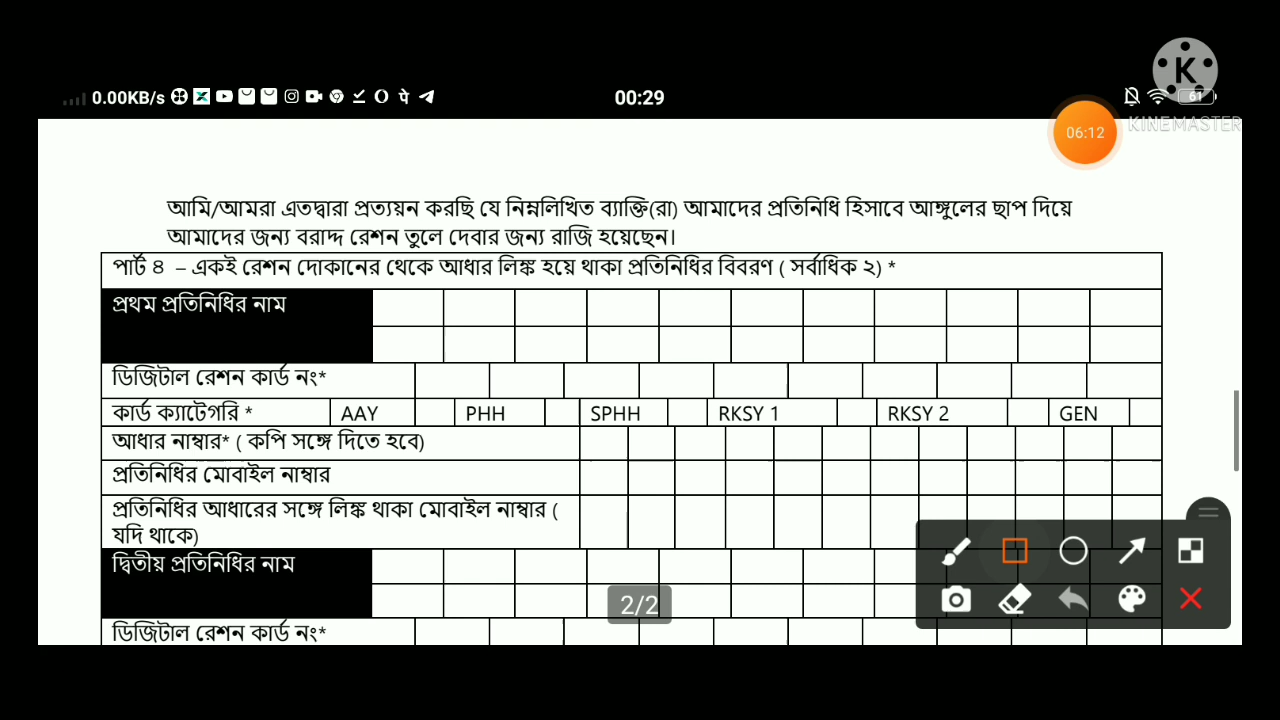 0.00KB/s
00:29
61
06:12
KINEMASTER
আমি/আমরা এতদ্বারা প্রত্যয়ন করছি যে নিম্নলিখিত ব্যাক্তি(রা) আমাদের প্রতিনিধি হিসাবে আঙ্গুলের ছাপ দিয়ে
আমাদের জন্য বরাদ্দ রেশন তুলে দেবার জন্য রাজি হয়েছেন।
পার্ট ৪ – একই রেশন দোকানের থেকে আধার লিঙ্ক হয়ে থাকা প্রতিনিধির বিবরণ ( সর্বাধিক ২) *
প্রথম প্রতিনিধির নাম
ডিজিটাল রেশন কার্ড নং*
কার্ড ক্যাটেগরি * AAY PHH SPHH RKSY 1 RKSY 2 GEN
আধার নাম্বার* ( কপি সঙ্গে দিতে হবে)
প্রতিনিধির মোবাইল নাম্বার
প্রতিনিধির আধারের সঙ্গে লিঙ্ক থাকা মোবাইল নাম্বার (
যদি থাকে)
দ্বিতীয় প্রতিনিধির নাম
2/2
ডিজিটাল রেশন কার্ড নং*